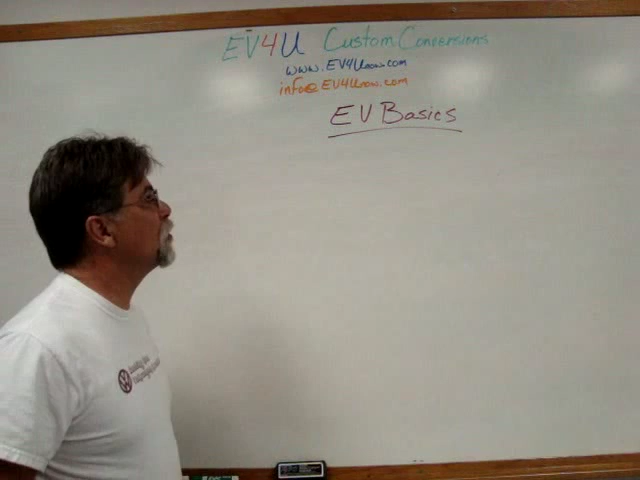 EV4U Custom Conversions
www.EV4Unow.com
info@EV4Unow.com
EV Basics